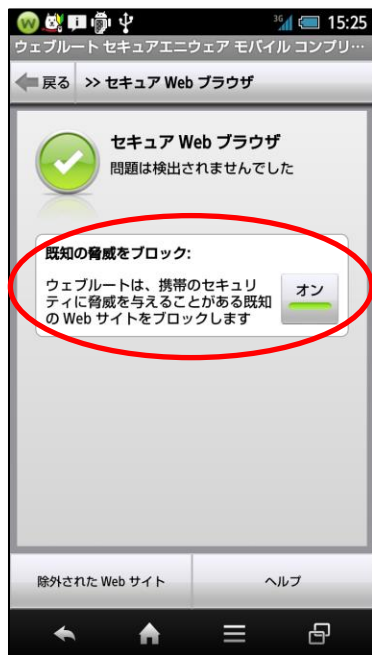 3G 15:25
ウェブルート セキュアエニウェア モバイル コンプリ…
戻る >> セキュア Web ブラウザ
セキュア Web ブラウザ
問題は検出されませんでした
既知の脅威をブロック:
ウェブルートは、携帯のセキュリ
ティに脅威を与えることがある既知
の Web サイトをブロックします
オン
除外された Web サイト ヘルプ